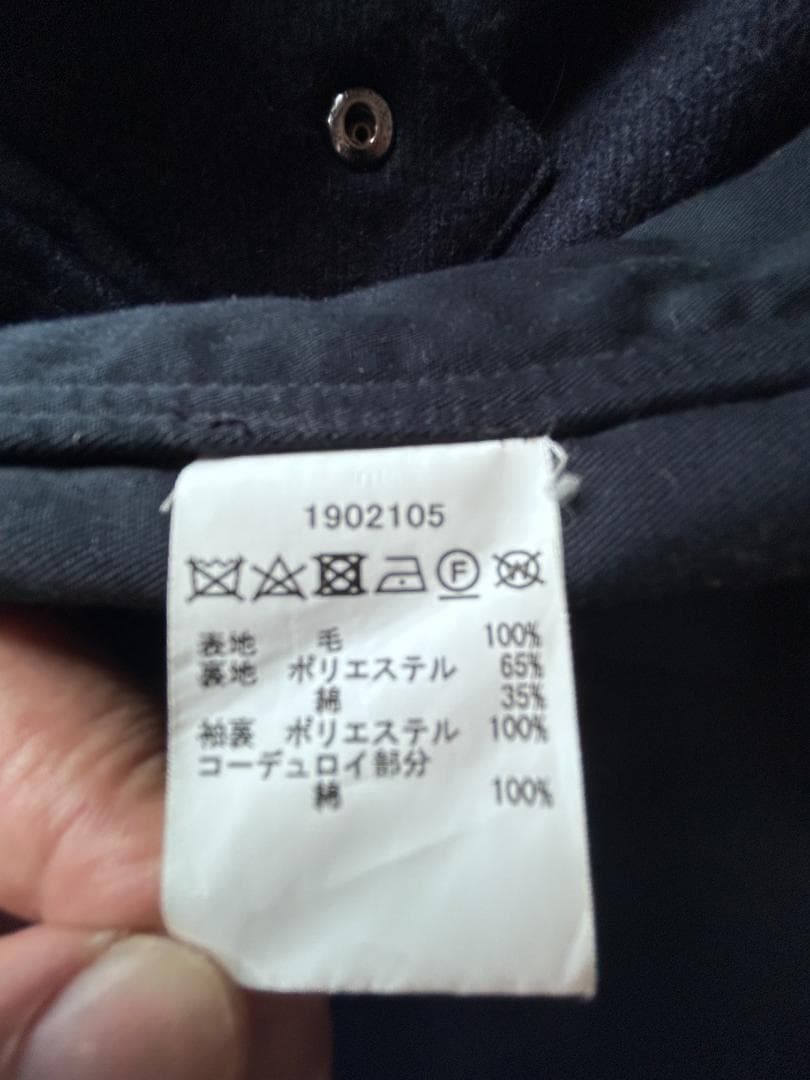 1902105
F W
表地 毛 100%
裏地 ポリエステル 65%
綿 35%
袖裏 ポリエステル 100%
コーデュロイ部分
綿 100%